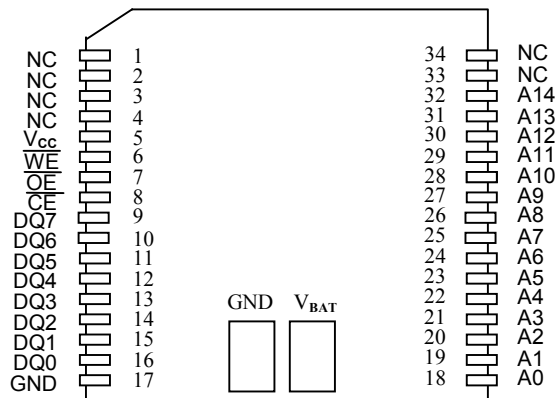 NC 1 34 NC
NC 2 33 NC
NC 3 32 A14
NC 4 31 A13
VCC 5 30 A12
WE 6 29 A11
OE 7 28 A10
CE 8 27 A9
DQ7 9 26 A8
DQ6 10 25 A7
DQ5 11 24 A6
DQ4 12 23 A5
DQ3 13 22 A4
DQ2 14 21 A3
DQ1 15 20 A2
DQ0 16 19 A1
GND 17 18 A0
GND VBAT